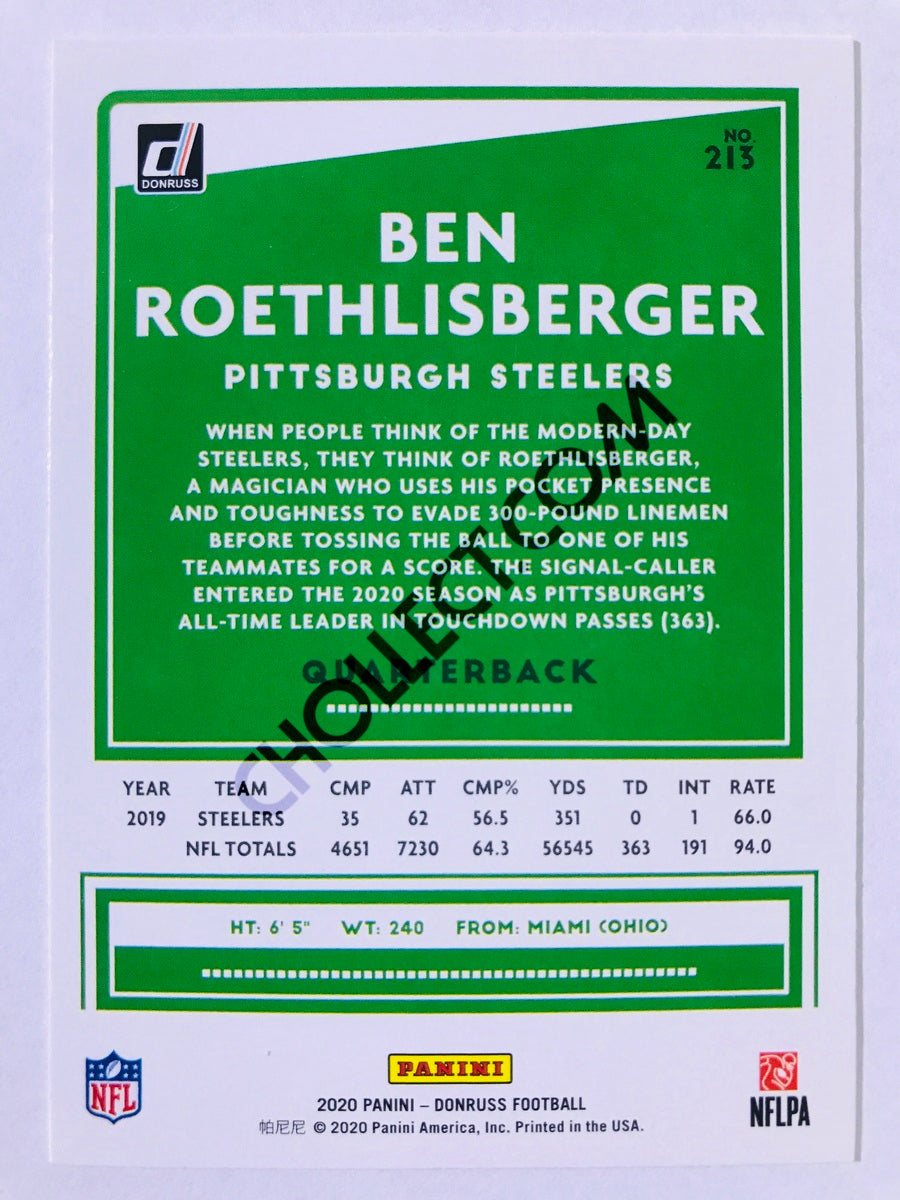 DONRUSS
NO.
213
BEN
ROETHLISBERGER
PITTSBURGH STEELERS
WHEN PEOPLE THINK OF THE MODERN-DAY
STEELERS, THEY THINK OF ROETHLISBERGER,
A MAGICIAN WHO USES HIS POCKET PRESENCE
AND TOUGHNESS TO EVADE 300-POUND LINEMEN
BEFORE TOSSING THE BALL TO ONE OF HIS
TEAMMATES FOR A SCORE. THE SIGNAL-CALLER
ENTERED THE 2020 SEASON AS PITTSBURGH'S
ALL-TIME LEADER IN TOUCHDOWN PASSES (363).
QUARTERBACK
CHOLLECT.COM
YEAR TEAM CMP ATT CMP% YDS TD INT RATE
2019 STEELERS 35 62 56.5 351 0 1 66.0
NFL TOTALS 4651 7230 64.3 56545 363 191 94.0
HT: 6' 5" WT: 240 FROM: MIAMI (OHIO)
NFL
PANINI
NFLPA
2020 PANINI – DONRUSS FOOTBALL
帕尼尼 © 2020 Panini America, Inc. Printed in the USA.